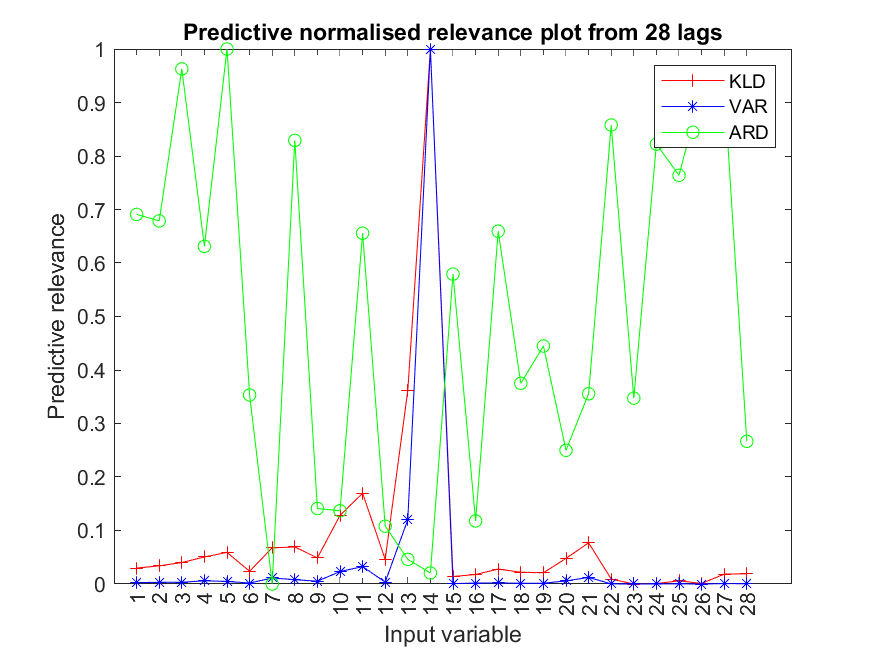 Predictive normalised relevance plot from 28 lags
KLD
VAR
ARD
1
0.9
0.8
0.7
0.6
0.5
0.4
0.3
0.2
0.1
0
Predictive relevance
1 2 3 4 5 6 7 8 9 10 11 12 13 14 15 16 17 18 19 20 21 22 23 24 25 26 27 28
Input variable